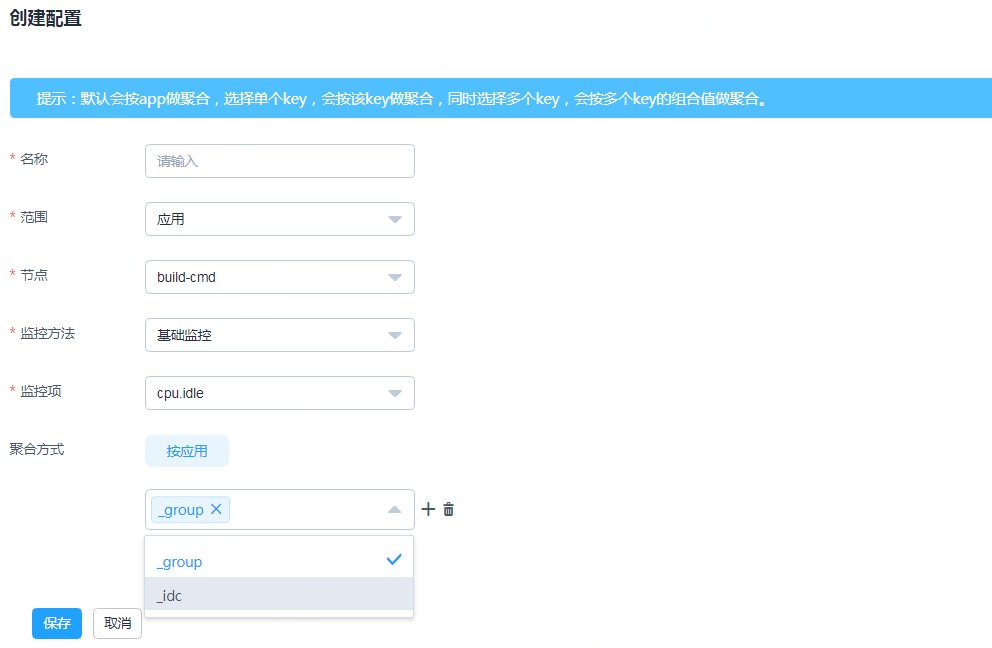 创建配置
提示：默认会按app做聚合，选择单个key，会按该key做聚合，同时选择多个key，会按多个key的组合值做聚合。
* 名称 请输入
* 范围 应用
* 节点 build-cmd
* 监控方法 基础监控
* 监控项 cpu.idle
聚合方式 按应用
_group
_group
_idc
保存 取消